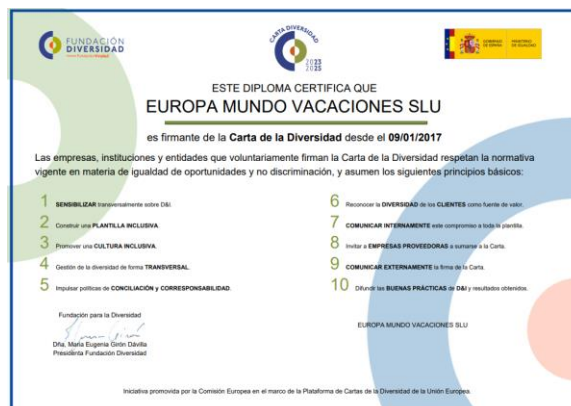 FUNDACIÓN
DIVERSIDAD
CARTA DIVERSIDAD
2023
2025
GOBIERNO
DE ESPAÑA
MINISTERIO
DE IGUALDAD
ESTE DIPLOMA CERTIFICA QUE
EUROPA MUNDO VACACIONES SLU
es firmante de la Carta de la Diversidad desde el 09/01/2017
Las empresas, instituciones y entidades que voluntariamente firman la Carta de la Diversidad respetan la normativa
vigente en materia de igualdad de oportunidades y no discriminación, y asumen los siguientes principios básicos:
1 SENSIBILIZAR transversalmente sobre D&I.
2 Construir una PLANTILLA INCLUSIVA.
3 Promover una CULTURA INCLUSIVA.
4 Gestión de la diversidad de forma TRANSVERSAL.
5 Impulsar políticas de CONCILIACIÓN y CORRESPONSABILIDAD.
6 Reconocer la DIVERSIDAD de los CLIENTES como fuente de valor.
7 COMUNICAR INTERNAMENTE este compromiso a toda la plantilla.
8 Invitar a EMPRESAS PROVEEDORAS a sumarse a la Carta.
9 COMUNICAR EXTERNAMENTE la firma de la Carta.
10 Difundir las BUENAS PRÁCTICAS de D&I y resultados obtenidos.
Fundación para la Diversidad
Dña. María Eugenia Girón Dávila
Presidenta Fundación Diversidad
EUROPA MUNDO VACACIONES SLU
Iniciativa promovida por la Comisión Europea en el marco de la Plataforma de Cartas de la Diversidad de la Unión Europea.